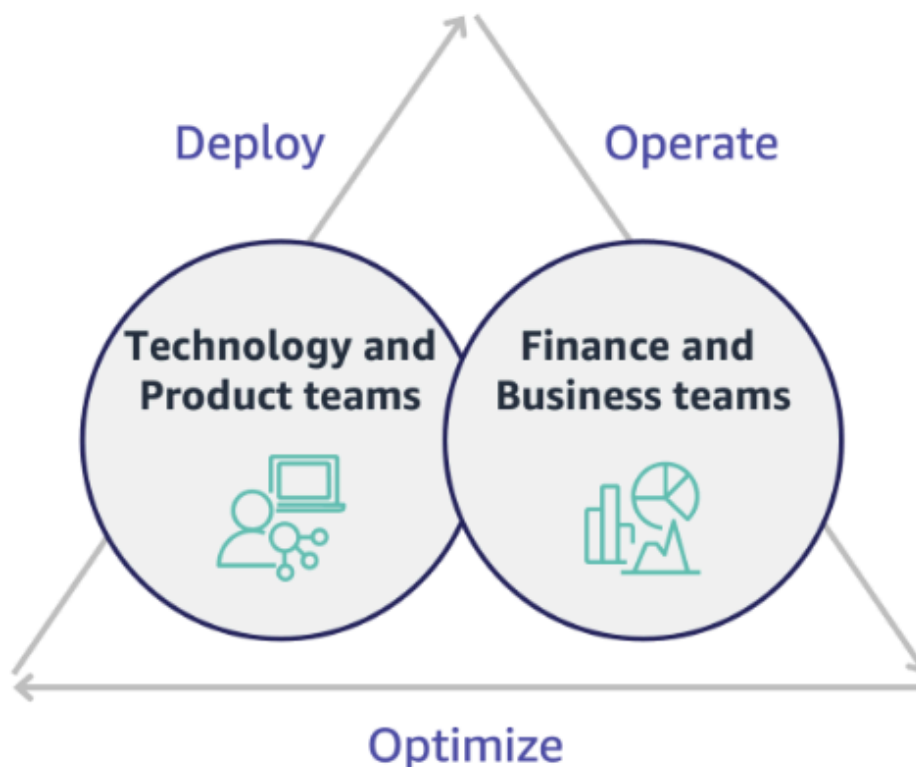 Deploy
Operate
Technology and
Product teams
Finance and
Business teams
Optimize